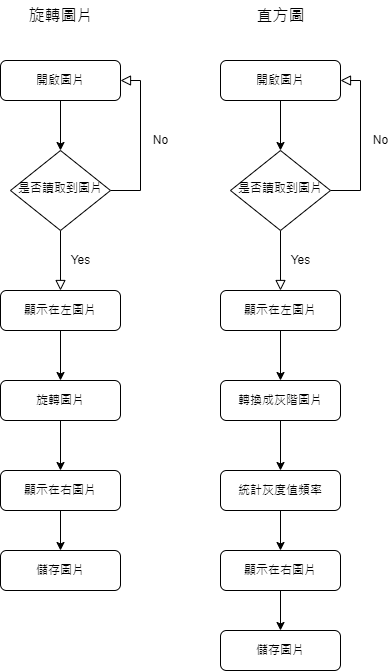 旋轉圖片
開啟圖片
No
是否讀取到圖片
Yes
顯示在左圖片
旋轉圖片
顯示在右圖片
儲存圖片
直方圖
開啟圖片
No
是否讀取到圖片
Yes
顯示在左圖片
轉換成灰階圖片
統計灰度值頻率
顯示在右圖片
儲存圖片